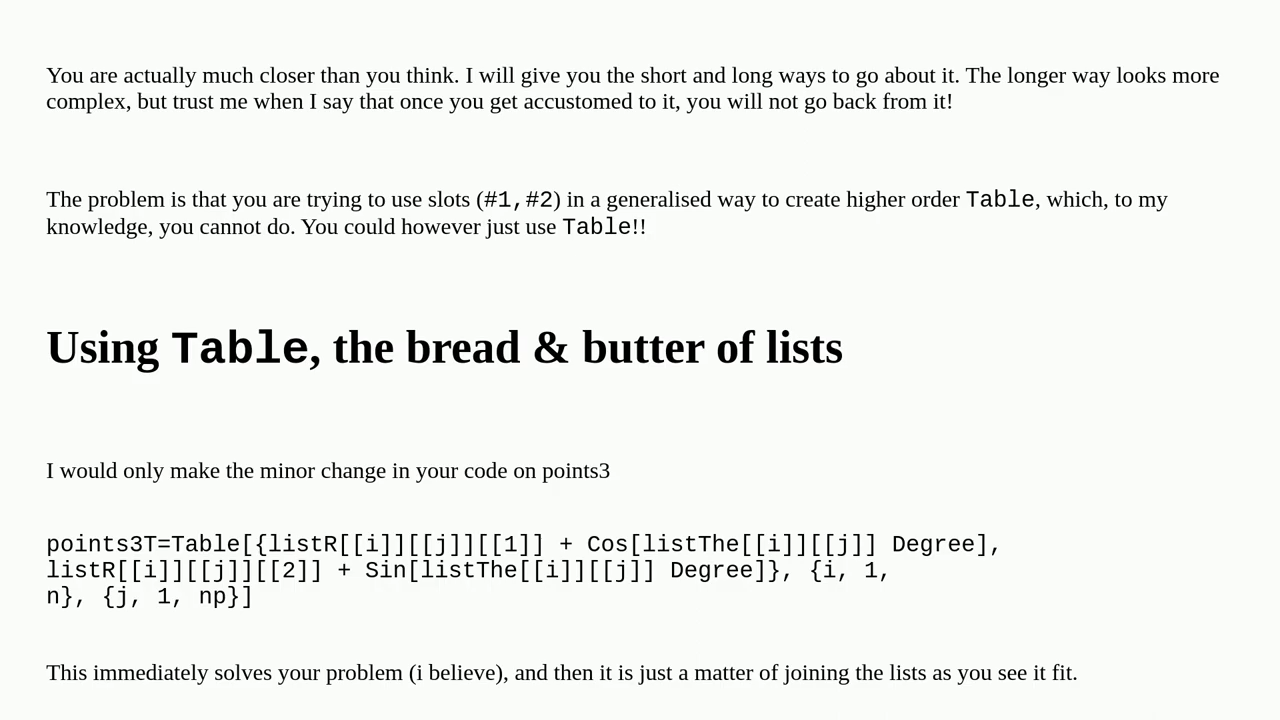 You are actually much closer than you think. I will give you the short and long ways to go about it. The longer way looks more
complex, but trust me when I say that once you get accustomed to it, you will not go back from it!
The problem is that you are trying to use slots (#1,#2) in a generalised way to create higher order Table, which, to my
knowledge, you cannot do. You could however just use Table!!
Using Table, the bread & butter of lists
I would only make the minor change in your code on points3
points3T=Table[{listR[[i]][[j]][[1]] + Cos[listThe[[i]][[j]] Degree],
listR[[i]][[j]][[2]] + Sin[listThe[[i]][[j]] Degree]}, {i, 1,
n}, {j, 1, np}]
This immediately solves your problem (i believe), and then it is just a matter of joining the lists as you see it fit.